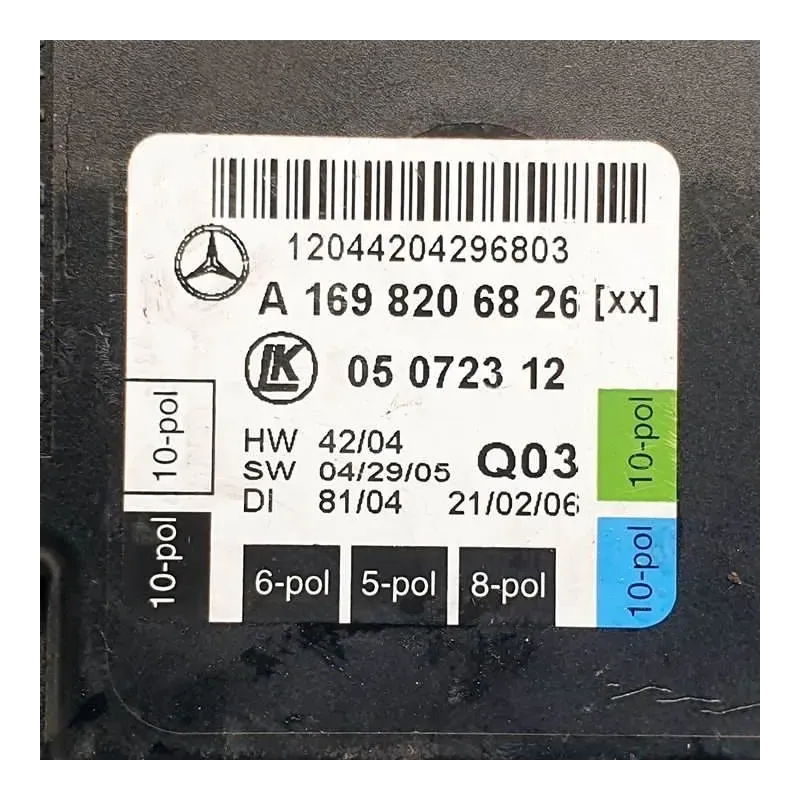 12044204296803
A 169 820 68 26 [xx]
LK 05 0723 12
HW 42/04
SW 04/29/05 Q03
DI 81/04 21/02/06
10-pol
10-pol
6-pol 5-pol 8-pol
10-pol
10-pol